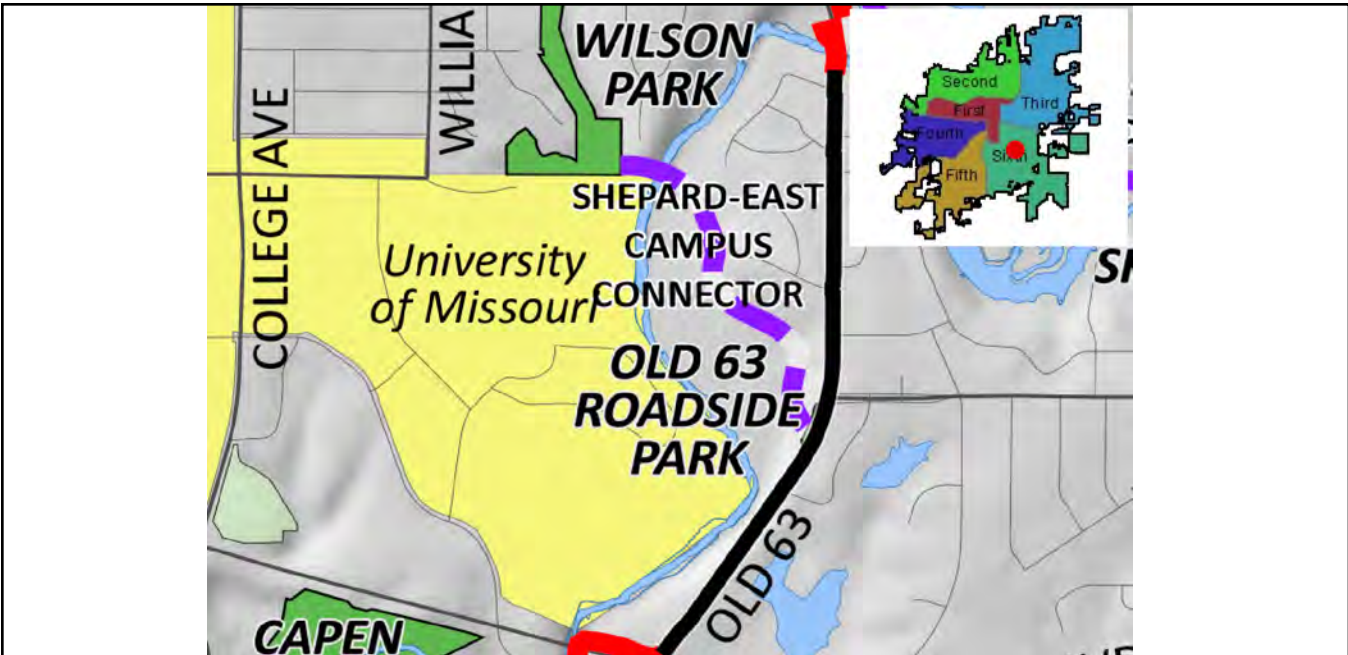 WILSON
PARK
COLLEGE AVE
WILLIA
SHEPARD-EAST
CAMPUS
CONNECTOR
University
of Missouri
OLD 63
ROADSIDE
PARK
OLD 63
CAPEN
Second
Third
First
Fourth
Sixth
Fifth